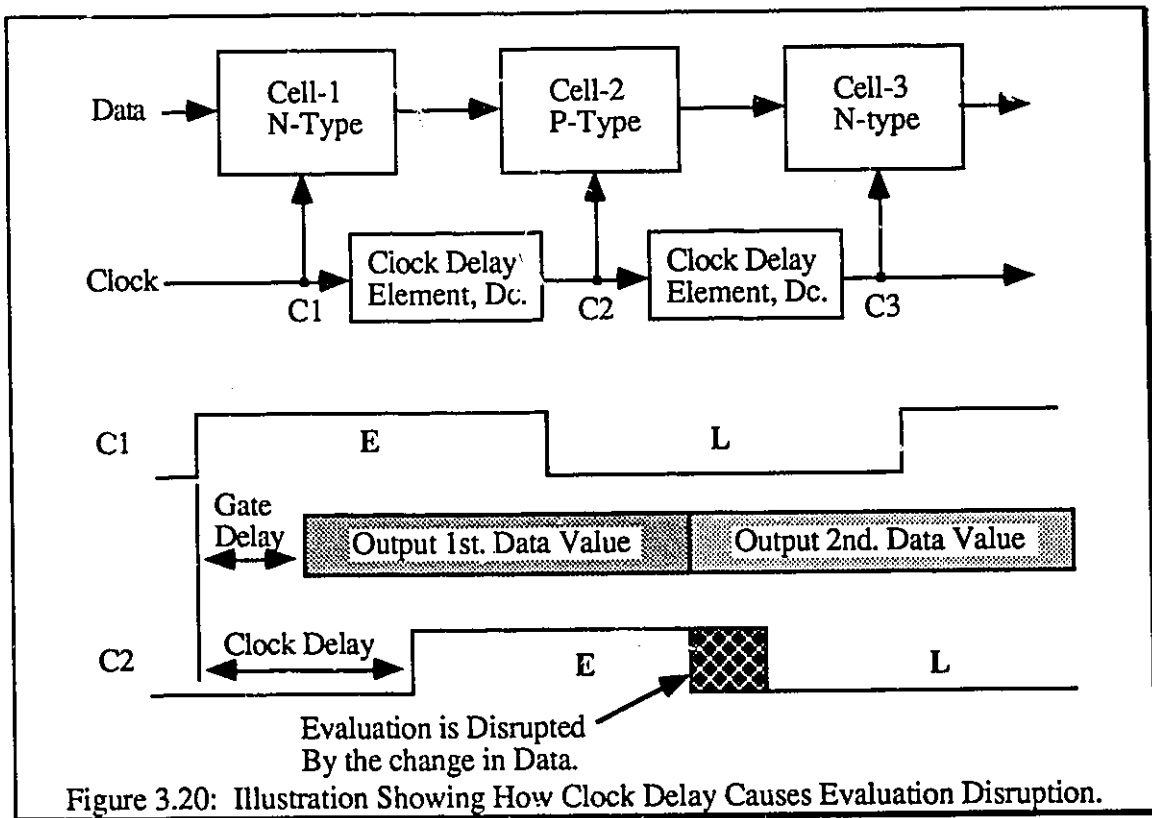 Data
Cell-1
N-Type
Cell-2
P-Type
Cell-3
N-type
Clock
C1
Clock Delay
Element, Dc.
C2
Clock Delay
Element, Dc.
C3
C1
E
L
Gate
Delay
Output 1st. Data Value
Output 2nd. Data Value
C2
Clock Delay
E
L
Evaluation is Disrupted
By the change in Data.
Figure 3.20: Illustration Showing How Clock Delay Causes Evaluation Disruption.